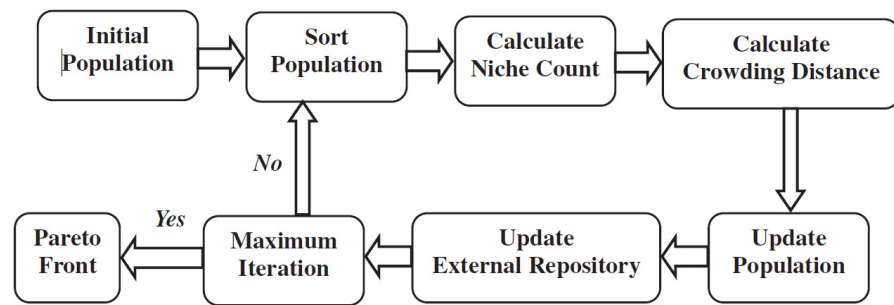 Initial
Population
Sort
Population
Calculate
Niche Count
Calculate
Crowding Distance
No
Yes
Pareto
Front
Maximum
Iteration
Update
External Repository
Update
Population